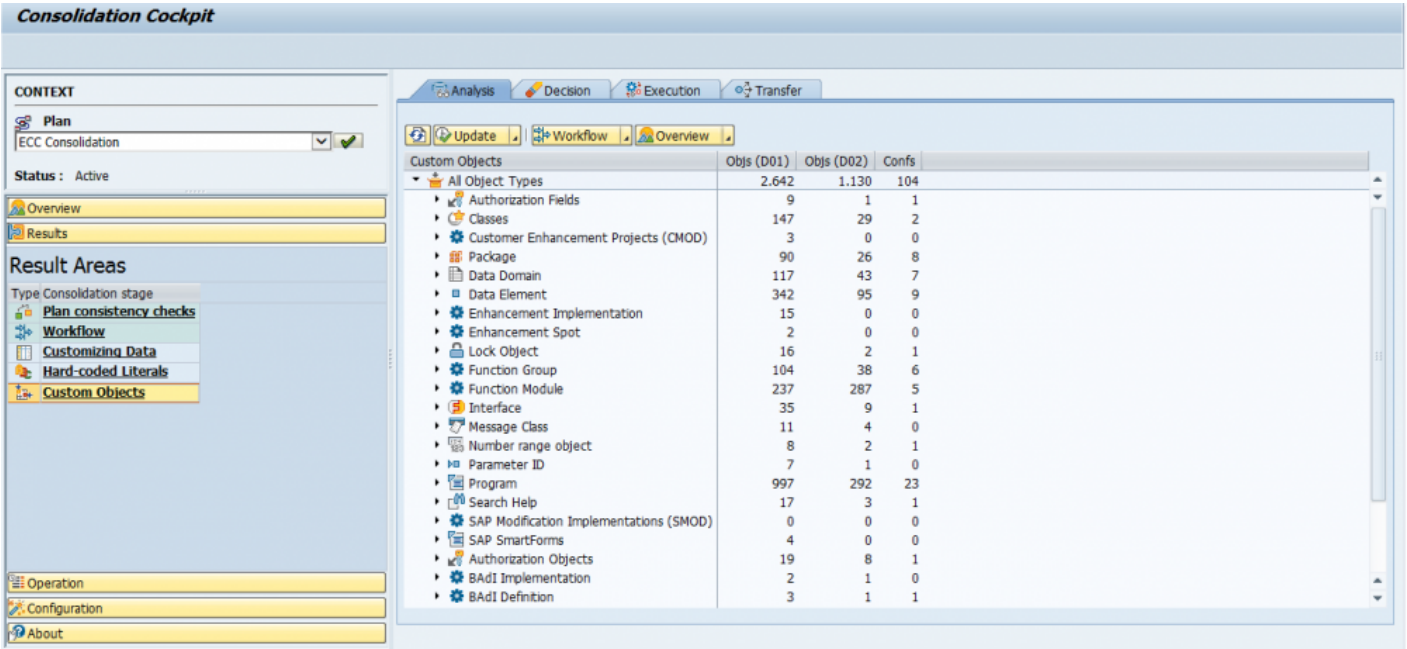 Consolidation Cockpit
CONTEXT
Plan
ECC Consolidation
Status : Active
Overview
Results
Result Areas
Type Consolidation stage
Plan consistency checks
Workflow
Customizing Data
Hard-coded Literals
Custom Objects
Operation
Configuration
About
Analysis Decision Execution Transfer
Update Workflow Overview
Custom Objects Objs (D01) Objs (D02) Confs
All Object Types 2.642 1.130 104
Authorization Fields 9 1 1
Classes 147 29 2
Customer Enhancement Projects (CMOD) 3 0 0
Package 90 26 8
Data Domain 117 43 7
Data Element 342 95 9
Enhancement Implementation 15 0 0
Enhancement Spot 2 0 0
Lock Object 16 2 1
Function Group 104 38 6
Function Module 237 287 5
Interface 35 9 1
Message Class 11 4 0
Number range object 8 2 1
Parameter ID 7 1 0
Program 997 292 23
Search Help 17 3 1
SAP Modification Implementations (SMOD) 0 0 0
SAP SmartForms 4 0 0
Authorization Objects 19 8 1
BAdI Implementation 2 1 0
BAdI Definition 3 1 1